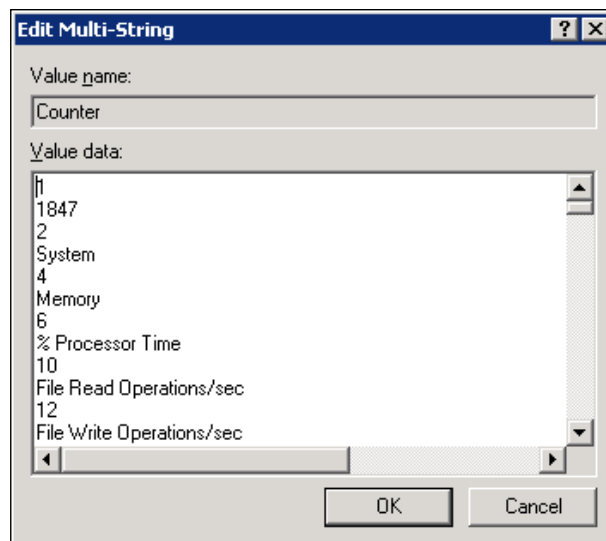 Edit Multi-String
Value name:
Counter
Value data:
1
1847
2
System
4
Memory
6
% Processor Time
10
File Read Operations/sec
12
File Write Operations/sec
OK
Cancel